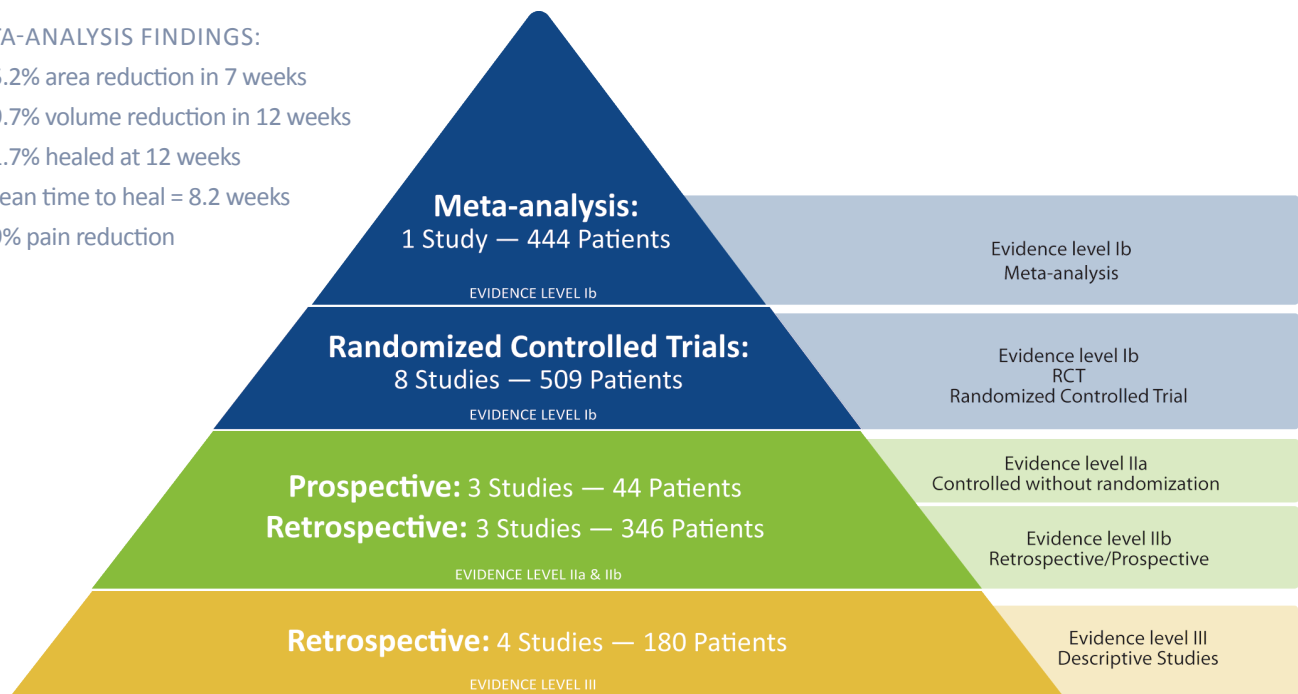 META-ANALYSIS FINDINGS:
area reduction in 7 weeks
volume reduction in 12 weeks
healed at 12 weeks
time to heal = 8.2 weeks
pain reduction
Meta-analysis:
1 Study — 444 Patients
EVIDENCE LEVEL Ib
Evidence level Ib
Meta-analysis
Randomized Controlled Trials:
8 Studies — 509 Patients
EVIDENCE LEVEL Ib
Evidence level Ib
RCT
Randomized Controlled Trial
Prospective: 3 Studies — 44 Patients
Retrospective: 3 Studies — 346 Patients
EVIDENCE LEVEL IIa & IIb
Evidence level IIa
Controlled without randomization
Evidence level IIb
Retrospective/Prospective
Retrospective: 4 Studies — 180 Patients
EVIDENCE LEVEL III
Evidence level III
Descriptive Studies